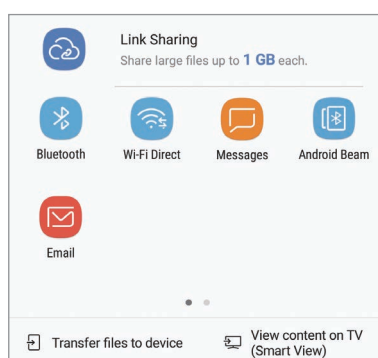 Link Sharing
Share large files up to 1 GB each.
Bluetooth
Wi-Fi Direct
Messages
Android Beam
Email
Transfer files to device
View content on TV
(Smart View)